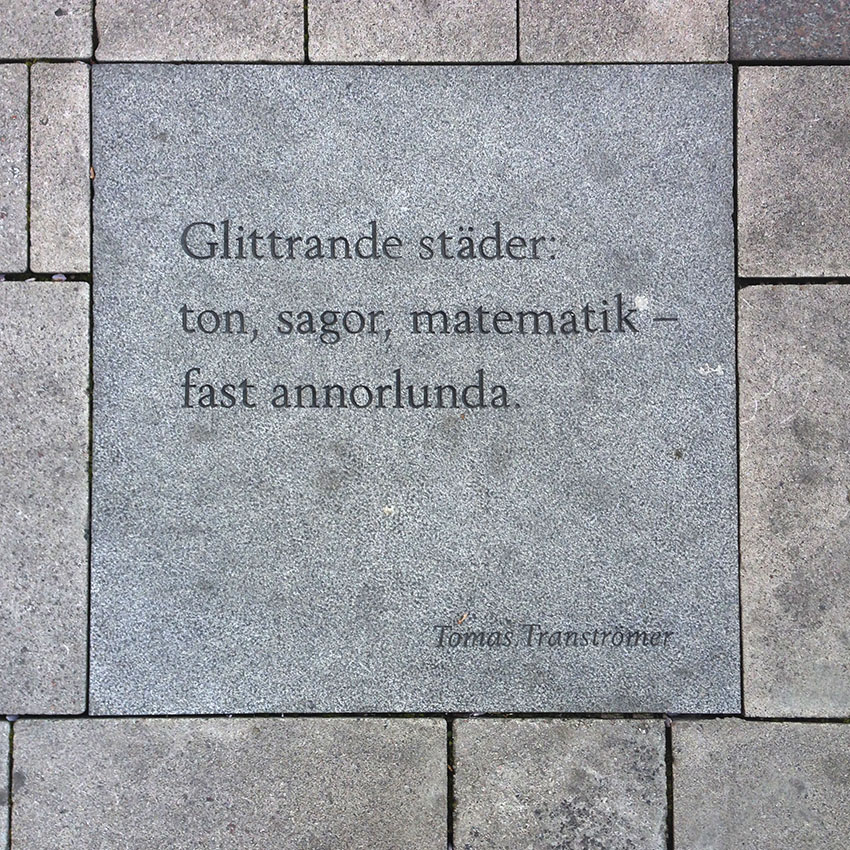 Glittrande städer:
ton, sagor, matematik –
fast annorlunda.
Tomas Tranströmer